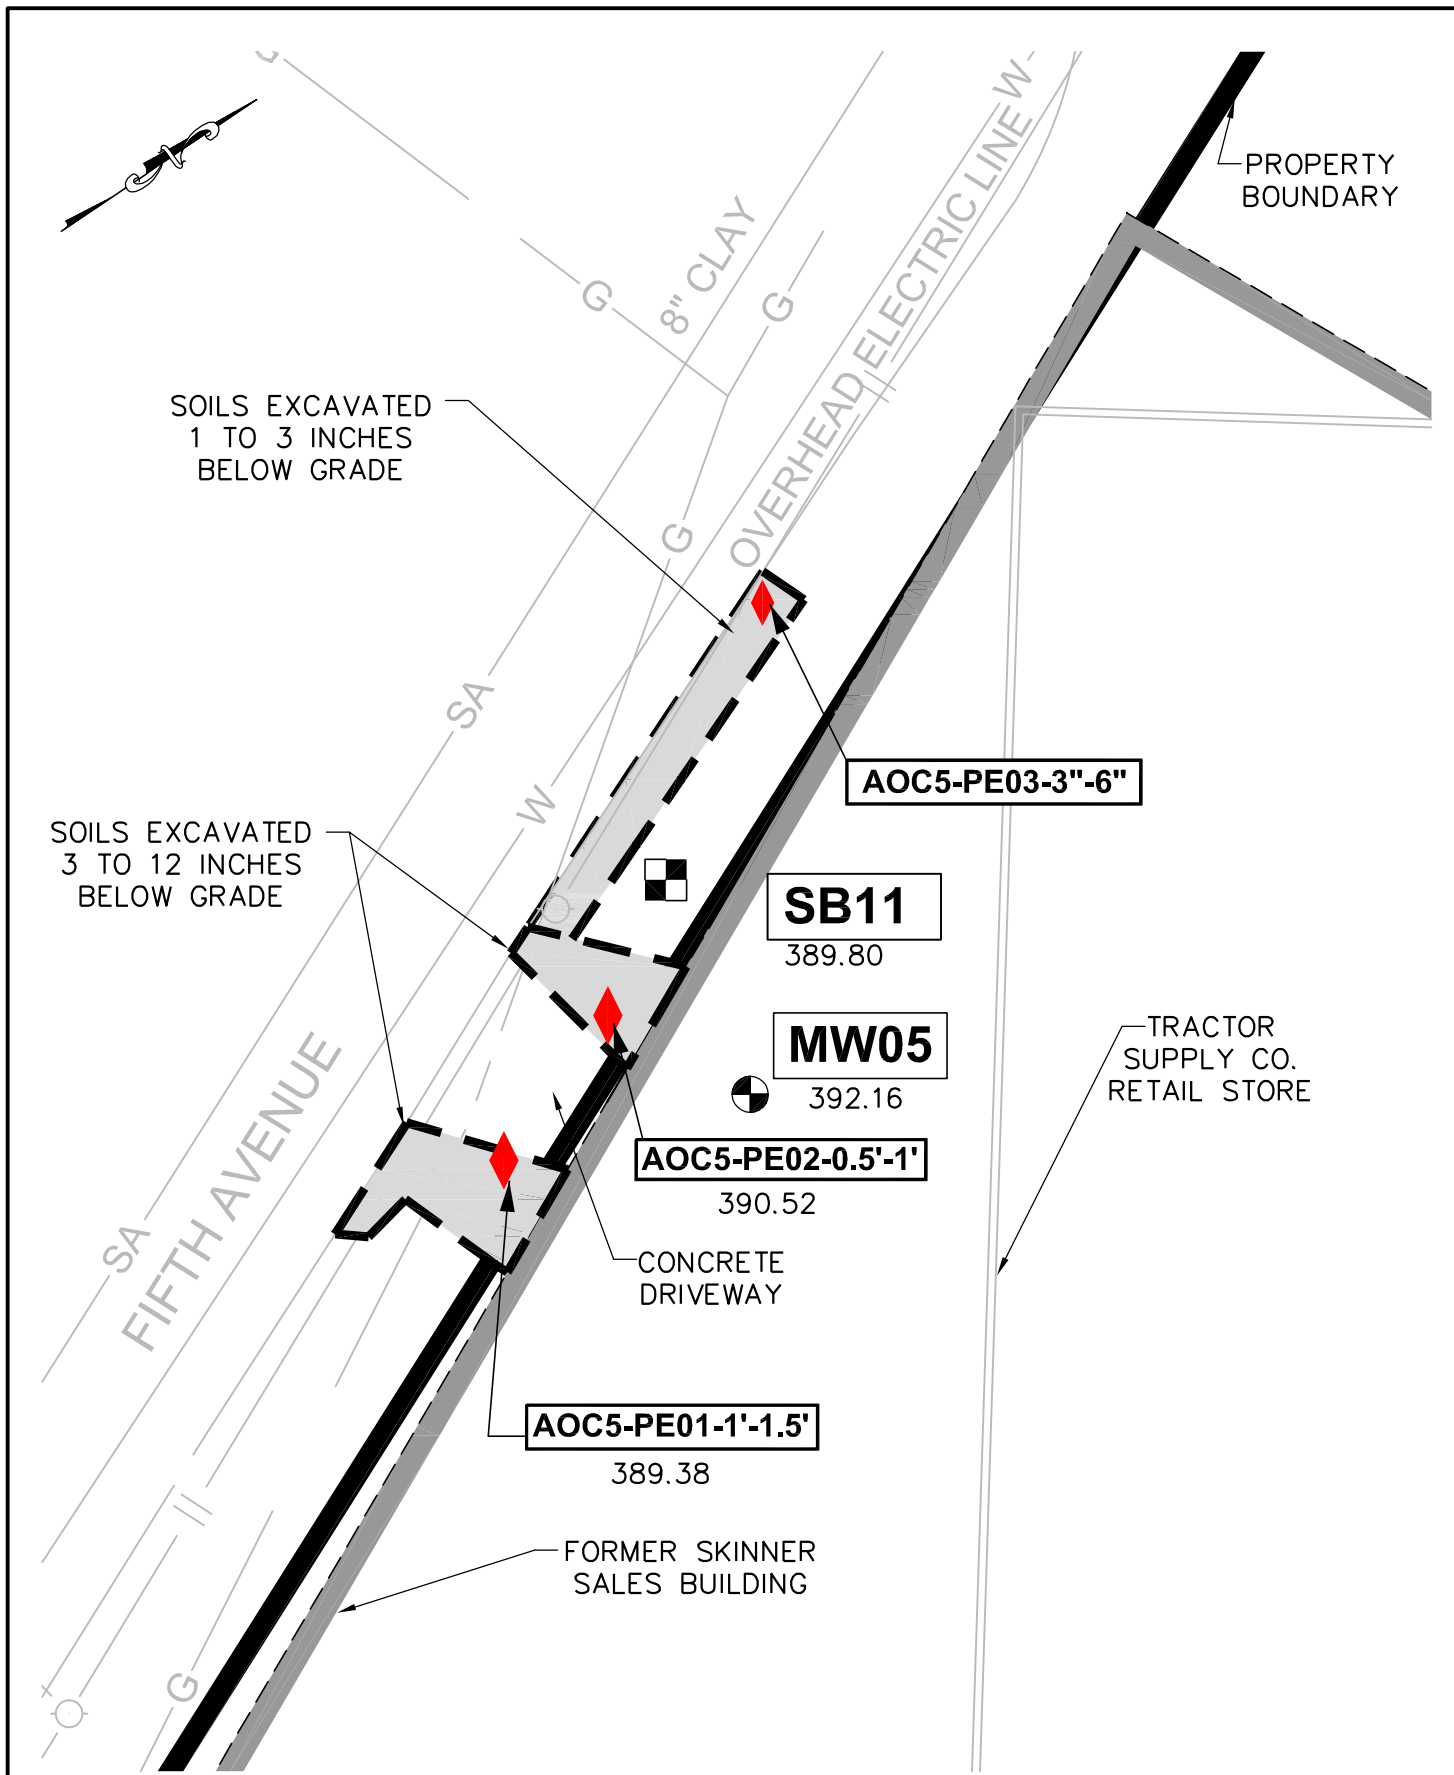 G
N
W
PROPERTY
BOUNDARY
8" CLAY
G
G
OVERHEAD ELECTRIC LINE
SOILS EXCAVATED
1 TO 3 INCHES
BELOW GRADE
G
SA
AOC5-PE03-3"-6"
W
SOILS EXCAVATED
3 TO 12 INCHES
BELOW GRADE
SB11
389.80
MW05
392.16
TRACTOR
SUPPLY CO.
RETAIL STORE
AOC5-PE02-0.5'-1'
390.52
SA
FIFTH AVENUE
CONCRETE
DRIVEWAY
AOC5-PE01-1'-1.5'
389.38
FORMER SKINNER
SALES BUILDING
G